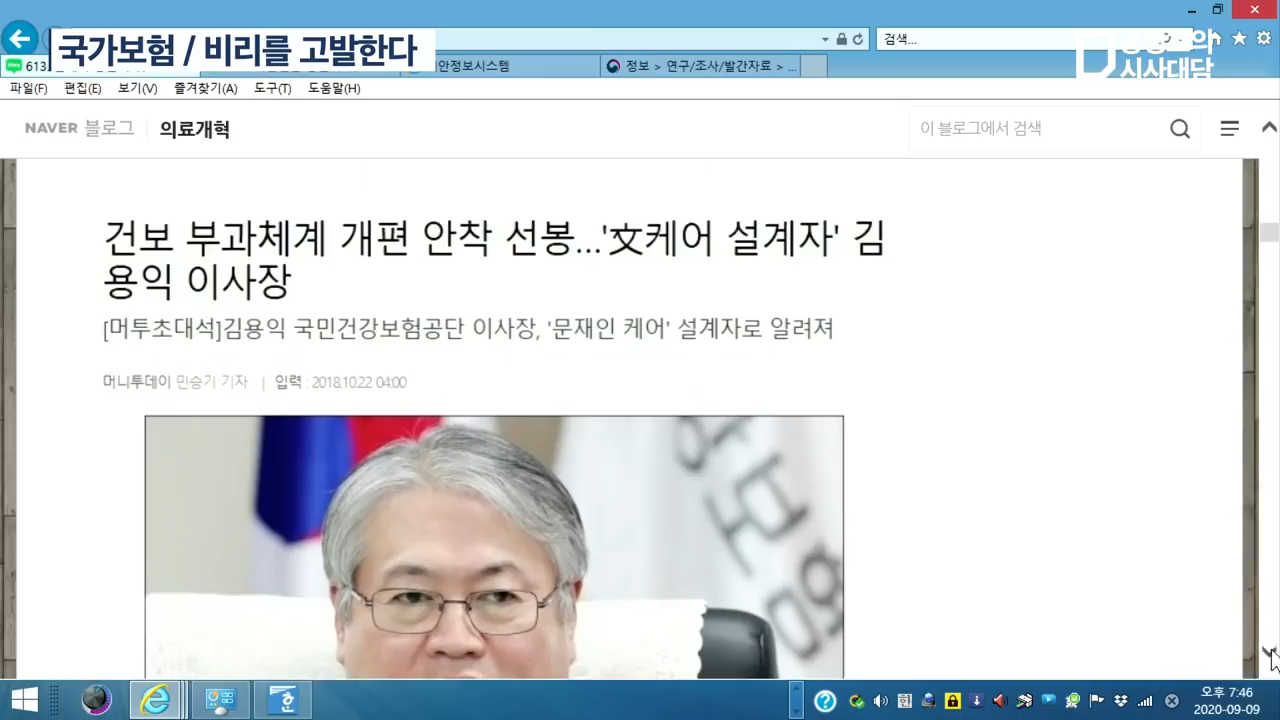 국가보험 / 비리를 고발한다
시사대담
검색...
613
안정보시스템
정보 > 연구/조사/발간자료 > ...
파일(F) 편집(E) 보기(V) 즐겨찾기(A) 도구(T) 도움말(H)
NAVER 블로그 의료개혁
이 블로그에서 검색
건보 부과체계 개편 안착 선봉...'文케어 설계자' 김
용익 이사장
[머투초대석]김용익 국민건강보험공단 이사장, '문재인 케어' 설계자로 알려져
머니투데이 민승기 기자 | 입력 : 2018.10.22 04:00
오후 7:46
2020-09-09